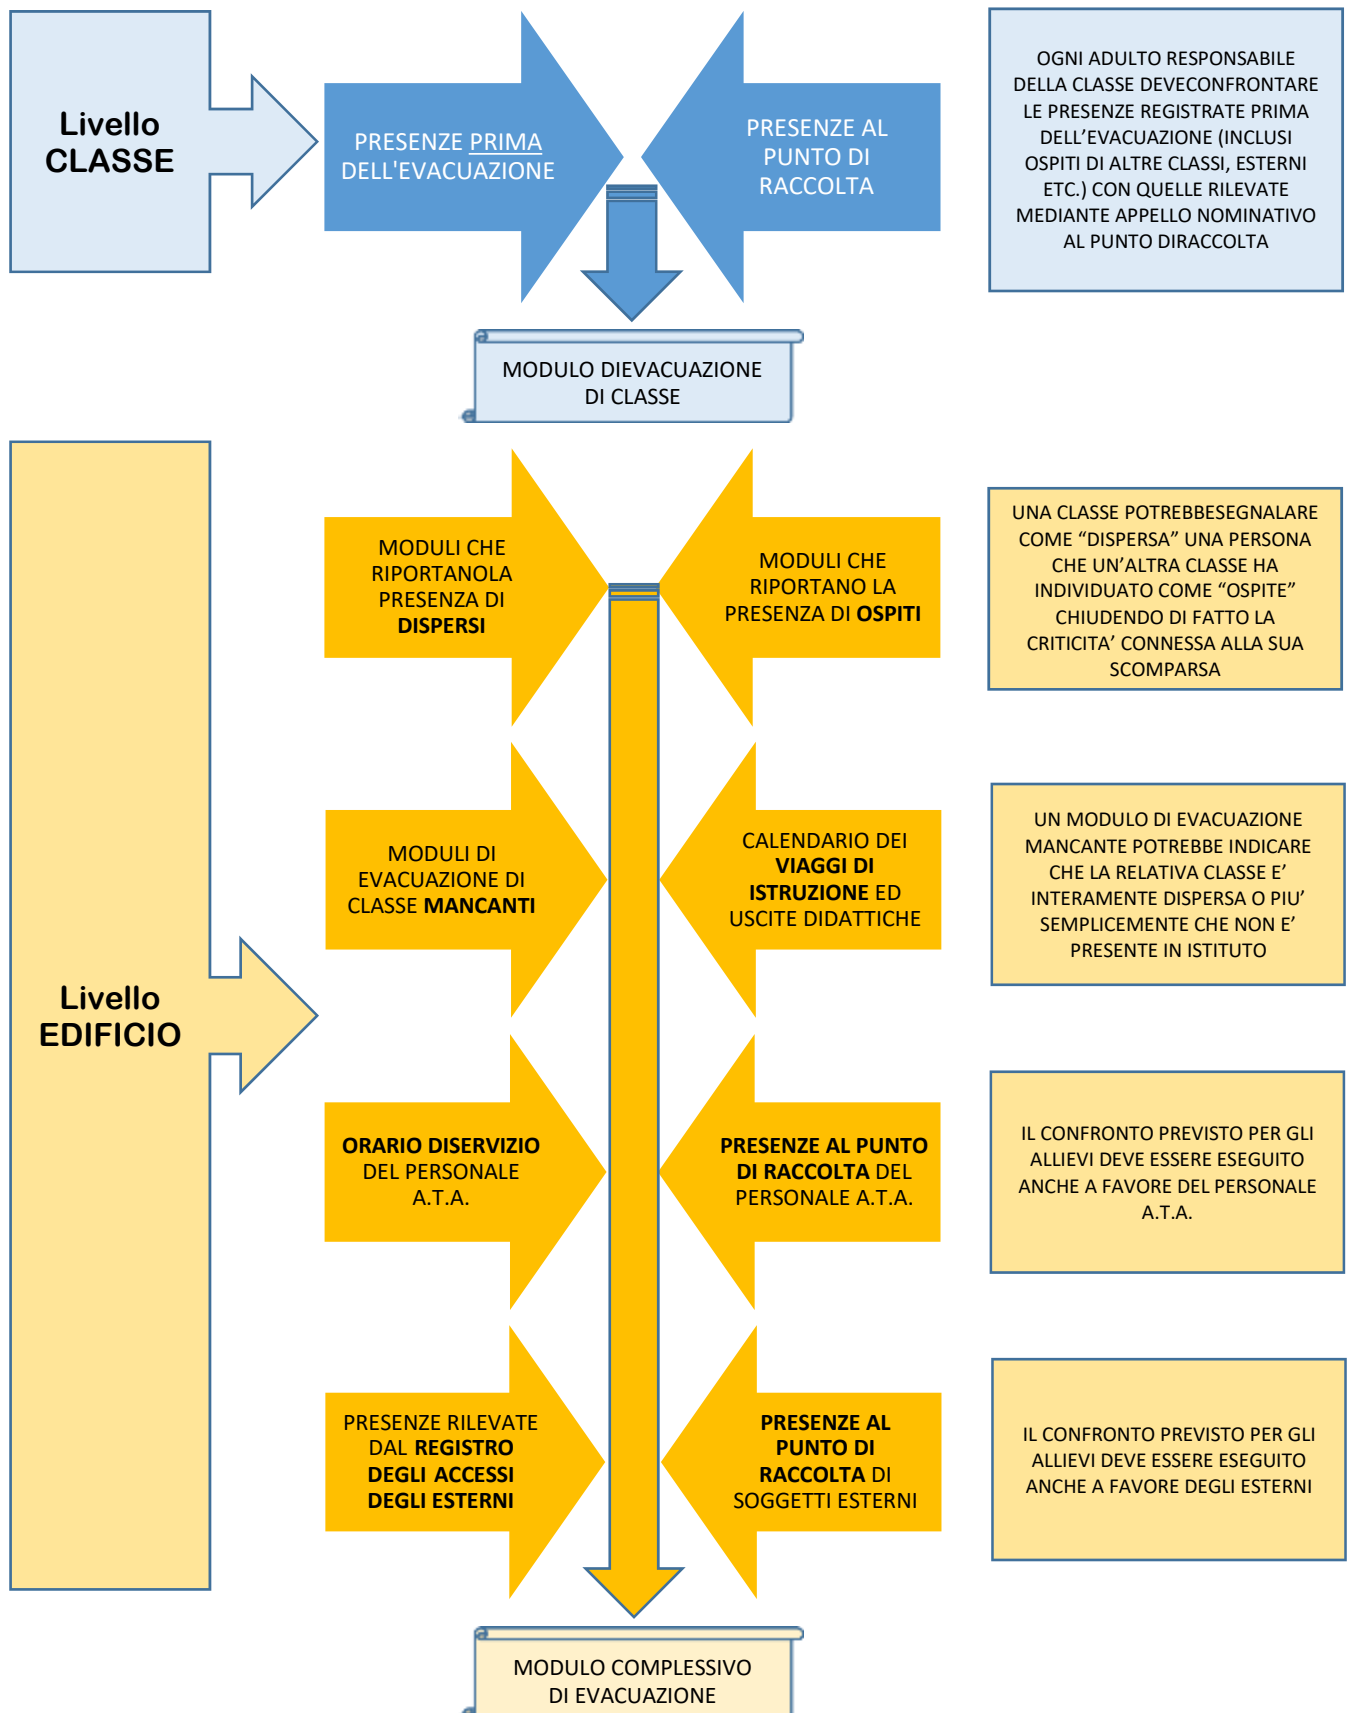 Livello
CLASSE
PRESENZE PRIMA
DELL'EVACUAZIONE
PRESENZE AL
PUNTO DI
RACCOLTA
OGNI ADULTO RESPONSABILE
DELLA CLASSE DEVECONFRONTARE
LE PRESENZE REGISTRATE PRIMA
DELL’EVACUAZIONE (INCLUSI
OSPITI DI ALTRE CLASSI, ESTERNI
ETC.) CON QUELLE RILEVATE
MEDIANTE APPELLO NOMINATIVO
AL PUNTO DIRACCOLTA
MODULO DIEVACUAZIONE
DI CLASSE
Livello
EDIFICIO
MODULI CHE
RIPORTANOLA
PRESENZA DI
DISPERSI
MODULI CHE
RIPORTANO LA
PRESENZA DI OSPITI
UNA CLASSE POTREBBESEGNALARE
COME “DISPERSA” UNA PERSONA
CHE UN’ALTRA CLASSE HA
INDIVIDUATO COME “OSPITE”
CHIUDENDO DI FATTO LA
CRITICITA’ CONNESSA ALLA SUA
SCOMPARSA
MODULI DI
EVACUAZIONE DI
CLASSE MANCANTI
CALENDARIO DEI
VIAGGI DI
ISTRUZIONE ED
USCITE DIDATTICHE
UN MODULO DI EVACUAZIONE
MANCANTE POTREBBE INDICARE
CHE LA RELATIVA CLASSE E’
INTERAMENTE DISPERSA O PIU’
SEMPLICEMENTE CHE NON E’
PRESENTE IN ISTITUTO
ORARIO DISERVIZIO
DEL PERSONALE
A.T.A.
PRESENZE AL PUNTO
DI RACCOLTA DEL
PERSONALE A.T.A.
IL CONFRONTO PREVISTO PER GLI
ALLIEVI DEVE ESSERE ESEGUITO
ANCHE A FAVORE DEL PERSONALE
A.T.A.
PRESENZE RILEVATE
DAL REGISTRO
DEGLI ACCESSI
DEGLI ESTERNI
PRESENZE AL
PUNTO DI
RACCOLTA DI
SOGGETTI ESTERNI
IL CONFRONTO PREVISTO PER GLI
ALLIEVI DEVE ESSERE ESEGUITO
ANCHE A FAVORE DEGLI ESTERNI
MODULO COMPLESSIVO
DI EVACUAZIONE